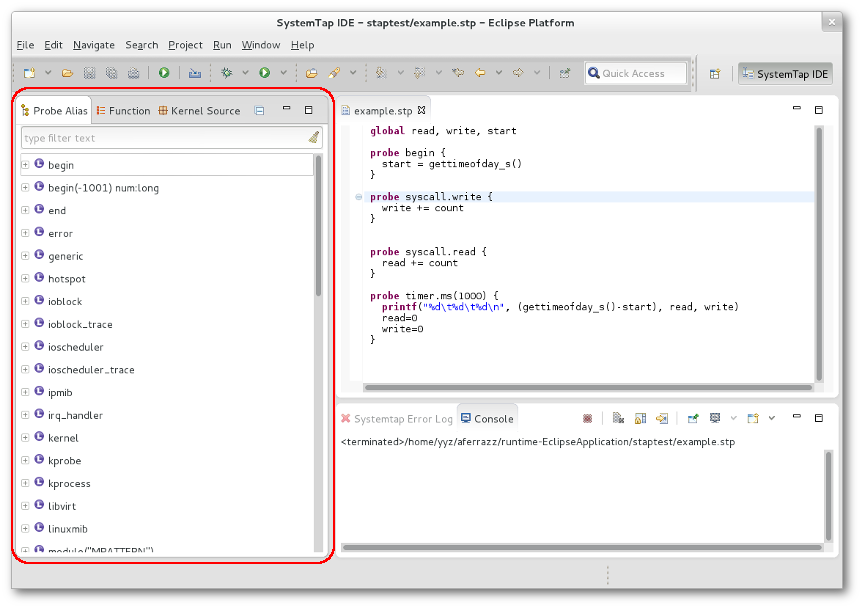 SystemTap IDE – staptest/example.stp – Eclipse Platform
File Edit Navigate Search Project Run Window Help
Quick Access
SystemTap IDE
Probe Alias
Function
Kernel Source
type filter text
begin
begin(-1001) num:long
end
error
generic
hotspot
ioblock
ioblock_trace
ioscheduler
ioscheduler_trace
ipmib
irq_handler
kernel
kprobe
kprocess
libvirt
linuxmib
module("MPATTERN")
example.stp
global read, write, start
probe begin {
start = gettimeofday_s()
}
probe syscall.write {
write += count
}
probe syscall.read {
read += count
}
probe timer.ms(1000) {
printf("%d\t%d\t%d\n", (gettimeofday_s()-start), read, write)
read=0
write=0
}
Systemtap Error Log
Console
<terminated>/home/yyz/aferrazz/runtime-EclipseApplication/staptest/example.stp